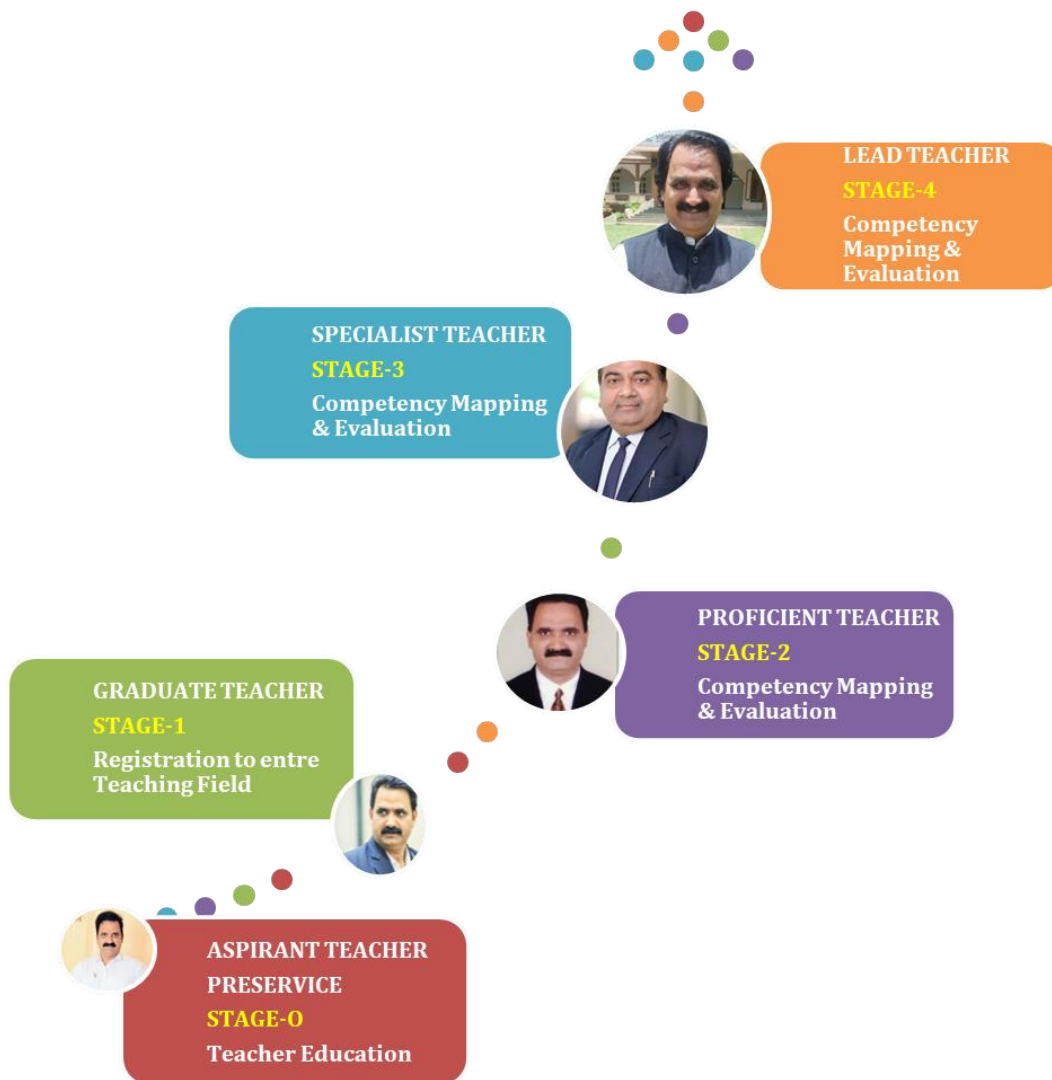 LEAD TEACHER
STAGE-4
Competency
Mapping &
Evaluation
SPECIALIST TEACHER
STAGE-3
Competency Mapping
& Evaluation
PROFICIENT TEACHER
STAGE-2
Competency Mapping
& Evaluation
GRADUATE TEACHER
STAGE-1
Registration to entre
Teaching Field
ASPIRANT TEACHER
PRESERVICE
STAGE-O
Teacher Education